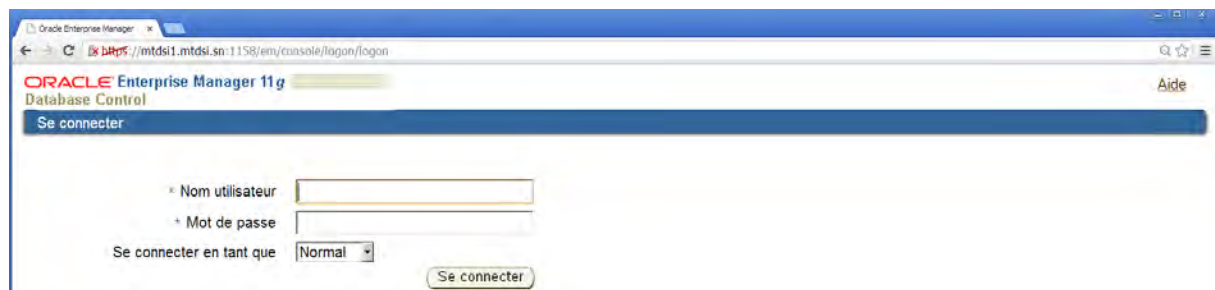 Oracle Enterprise Manager
https://mtdsi1.mtdsi.sn:1158/em/console/logon/logon
ORACLE Enterprise Manager 11g
Database Control
Aide
Se connecter
* Nom utilisateur
* Mot de passe
Se connecter en tant que Normal
Se connecter